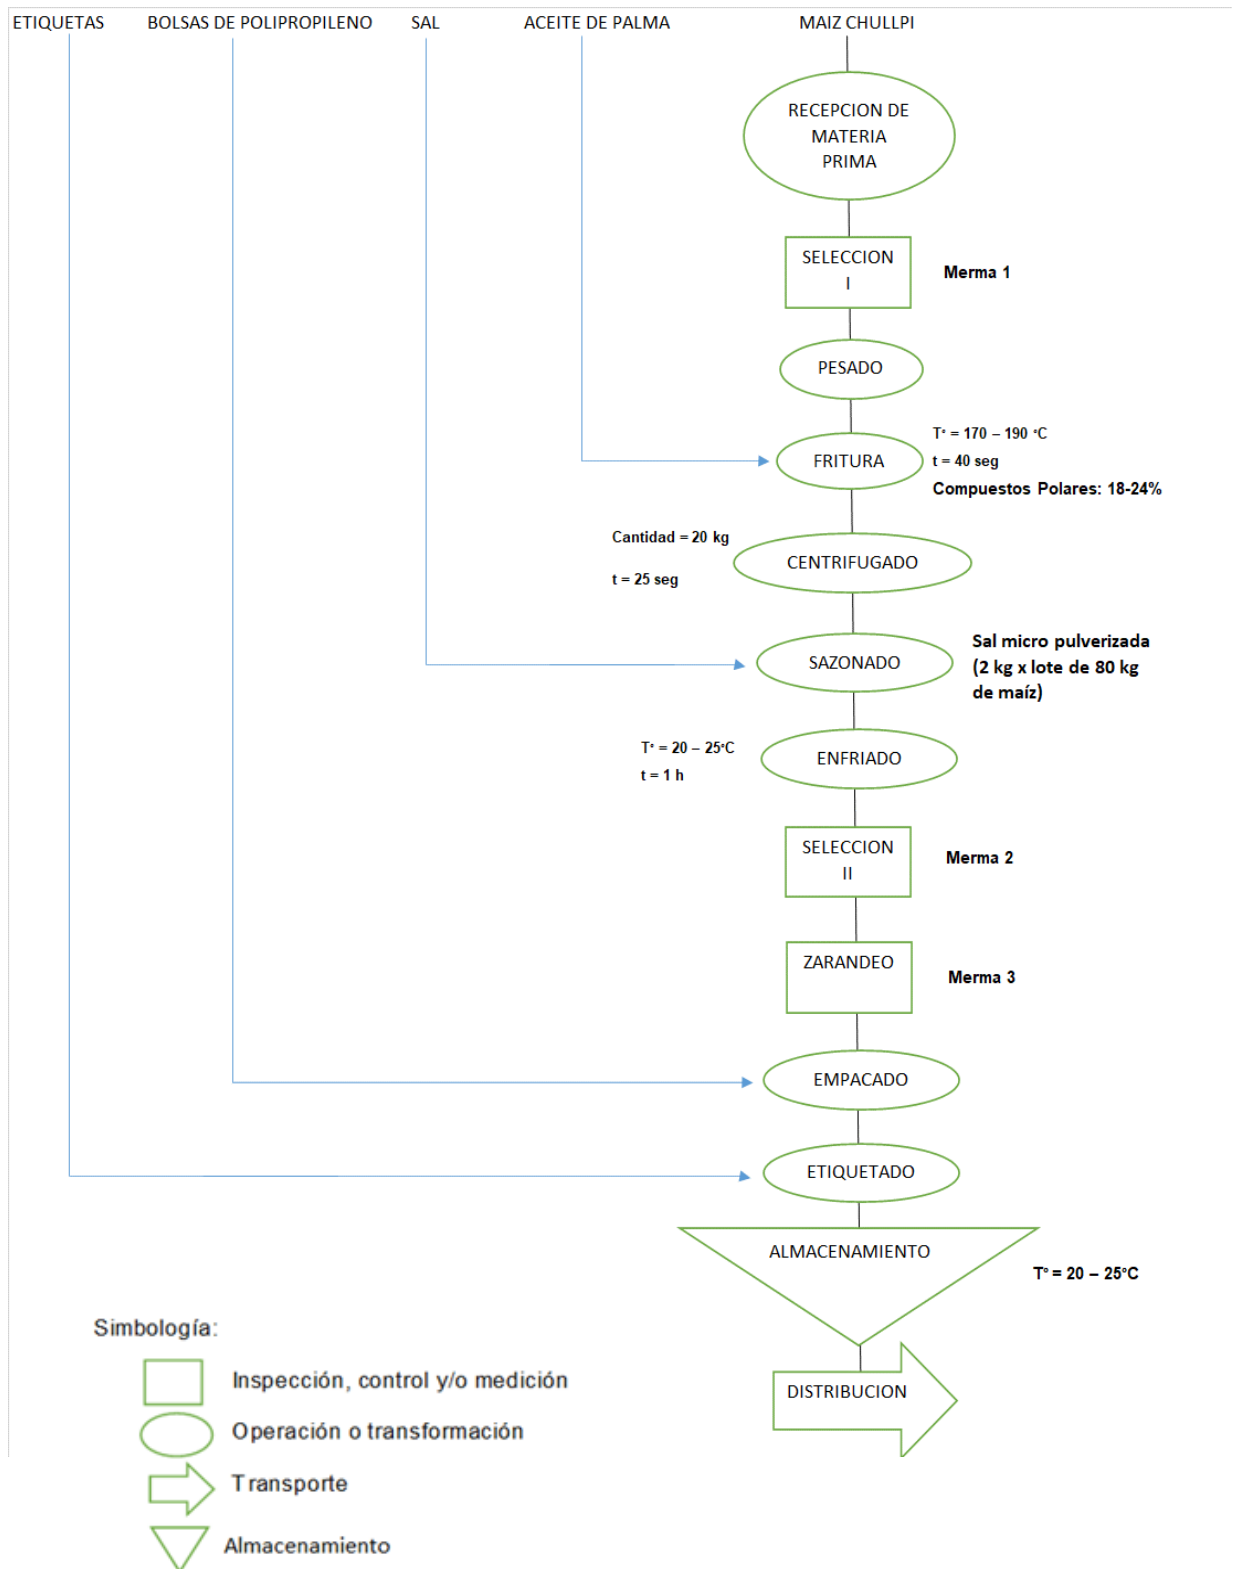 ETIQUETAS
BOLSAS DE POLIPROPILENO
SAL
ACEITE DE PALMA
MAIZ CHULLPI
RECEPCION DE
MATERIA
PRIMA
SELECCION
I
Merma 1
PESADO
FRITURA
T° = 170 – 190 °C
t = 40 seg
Compuestos Polares: 18-24%
Cantidad = 20 kg
t = 25 seg
CENTRIFUGADO
SAZONADO
Sal micro pulverizada
(2 kg x lote de 80 kg
de maíz)
T° = 20 – 25°C
t = 1 h
ENFRIADO
SELECCION
II
Merma 2
ZARANDEO
Merma 3
EMPACADO
ETIQUETADO
ALMACENAMIENTO
T° = 20 – 25°C
DISTRIBUCION
Simbología:
Inspección, control y/o medición
Operación o transformación
Transporte
Almacenamiento